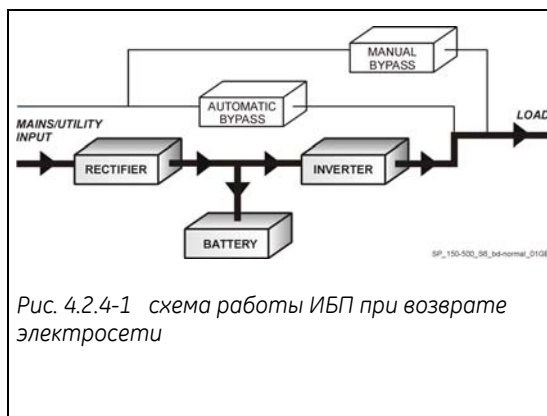 MANUAL
BYPASS
AUTOMATIC
BYPASS
MAINS/UTILITY
INPUT
LOAD
RECTIFIER
INVERTER
BATTERY
SP_150-500_S6_bd-normal_01GB
Рис. 4.2.4-1 схема работы ИБП при возврате
электросети